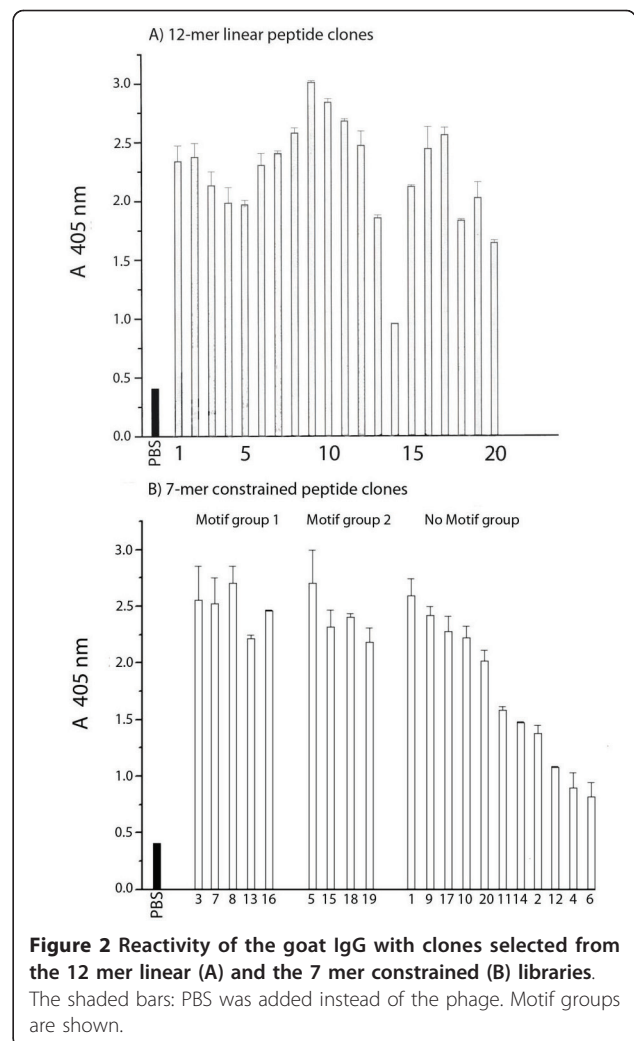 A) 12-mer linear peptide clones
3.0
2.5
2.0
1.5
1.0
0.5
0.0
A 405 nm
PBS
1 5 10 15 20
B) 7-mer constrained peptide clones
Motif group 1 Motif group 2 No Motif group
3.0
2.5
2.0
1.5
1.0
0.5
0.0
A 405 nm
PBS
3 7 8 13 16 5 15 18 19 1 9 17 10 20 11 14 2 12 4 6
Figure 2 Reactivity of the goat IgG with clones selected from
the 12 mer linear (A) and the 7 mer constrained (B) libraries.
The shaded bars: PBS was added instead of the phage. Motif groups
are shown.